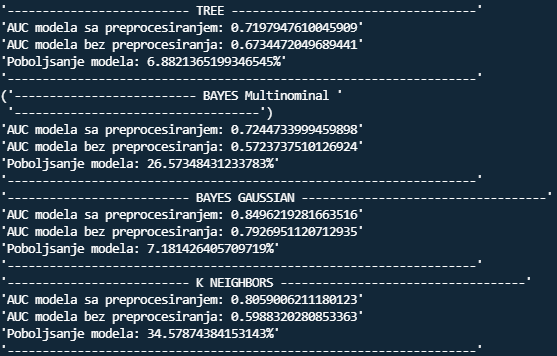 '-------------------------- TREE -----------------------------------'
'AUC modela sa preprocesiranjem: 0.7197947610045909'
'AUC modela bez preprocesiranja: 0.6734472049689441'
'Poboljsanje modela: 6.8821365199346545%'
'-------------------------------------------------------------------'
('-------------------------- BAYES Multinominal '
 '-----------------------------------')
'AUC modela sa preprocesiranjem: 0.7244733999459898'
'AUC modela bez preprocesiranja: 0.5723737510126924'
'Poboljsanje modela: 26.57348431233783%'
'-------------------------------------------------------------------'
'-------------------------- BAYES GAUSSIAN -----------------------------------'
'AUC modela sa preprocesiranjem: 0.8496219281663516'
'AUC modela bez preprocesiranja: 0.7926951120712935'
'Poboljsanje modela: 7.181426405709719%'
'-------------------------------------------------------------------'
'-------------------------- K NEIGHBORS -----------------------------------'
'AUC modela sa preprocesiranjem: 0.8059006211180123'
'AUC modela bez preprocesiranja: 0.5988320280853363'
'Poboljsanje modela: 34.57874384153143%'
'-------------------------------------------------------------------'